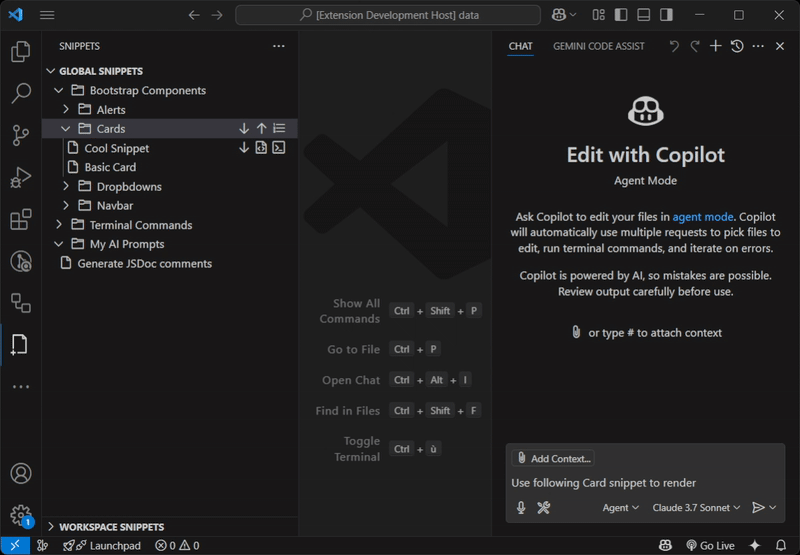 [Extension Development Host] data
SNIPPETS
CHAT
GEMINI CODE ASSIST
GLOBAL SNIPPETS
Bootstrap Components
Alerts
Cards
Cool Snippet
Basic Card
Dropbdowns
Navbar
Terminal Commands
My AI Prompts
Generate JSDoc comments
WORKSPACE SNIPPETS
Show All Commands Ctrl + Shift + P
Go to File Ctrl + P
Open Chat Ctrl + Alt + I
Find in Files Ctrl + Shift + F
Toggle Terminal Ctrl + ù
Edit with Copilot
Agent Mode
Ask Copilot to edit your files in agent mode. Copilot
will automatically use multiple requests to pick files to
edit, run terminal commands, and iterate on errors.
Copilot is powered by AI, so mistakes are possible.
Review output carefully before use.
or type # to attach context
Add Context...
Use following Card snippet to render
Agent
Claude 3.7 Sonnet
1
Launchpad
0
0
Go Live